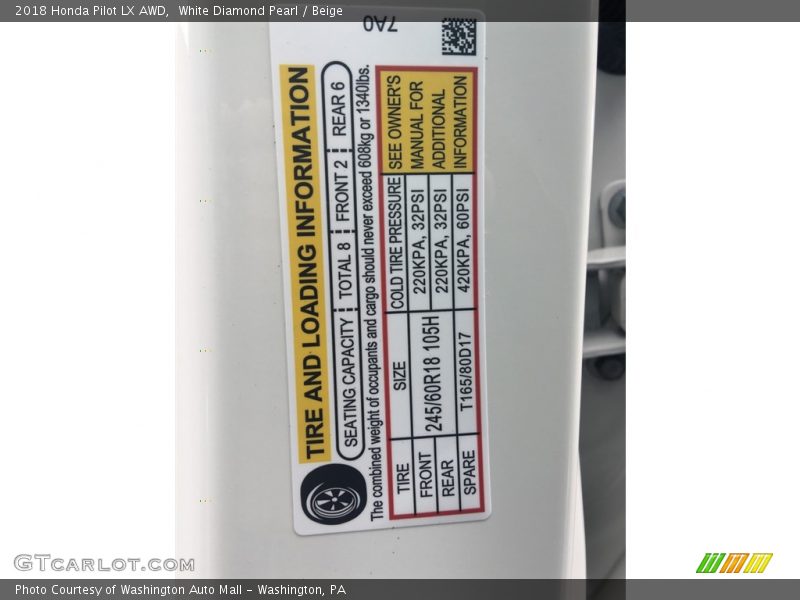 2018 Honda Pilot LX AWD,  White Diamond Pearl / Beige
7A0
TIRE AND LOADING INFORMATION
SEATING CAPACITY TOTAL 8 FRONT 2 REAR 6
The combined weight of occupants and cargo should never exceed 608kg or 1340lbs.
TIRE SIZE COLD TIRE PRESSURE SEE OWNER'S
FRONT 245/60R18 105H 220KPA, 32PSI MANUAL FOR
REAR 220KPA, 32PSI ADDITIONAL
SPARE T165/80D17 420KPA, 60PSI INFORMATION
GTCARLOT.COM
Photo Courtesy of Washington Auto Mall - Washington, PA